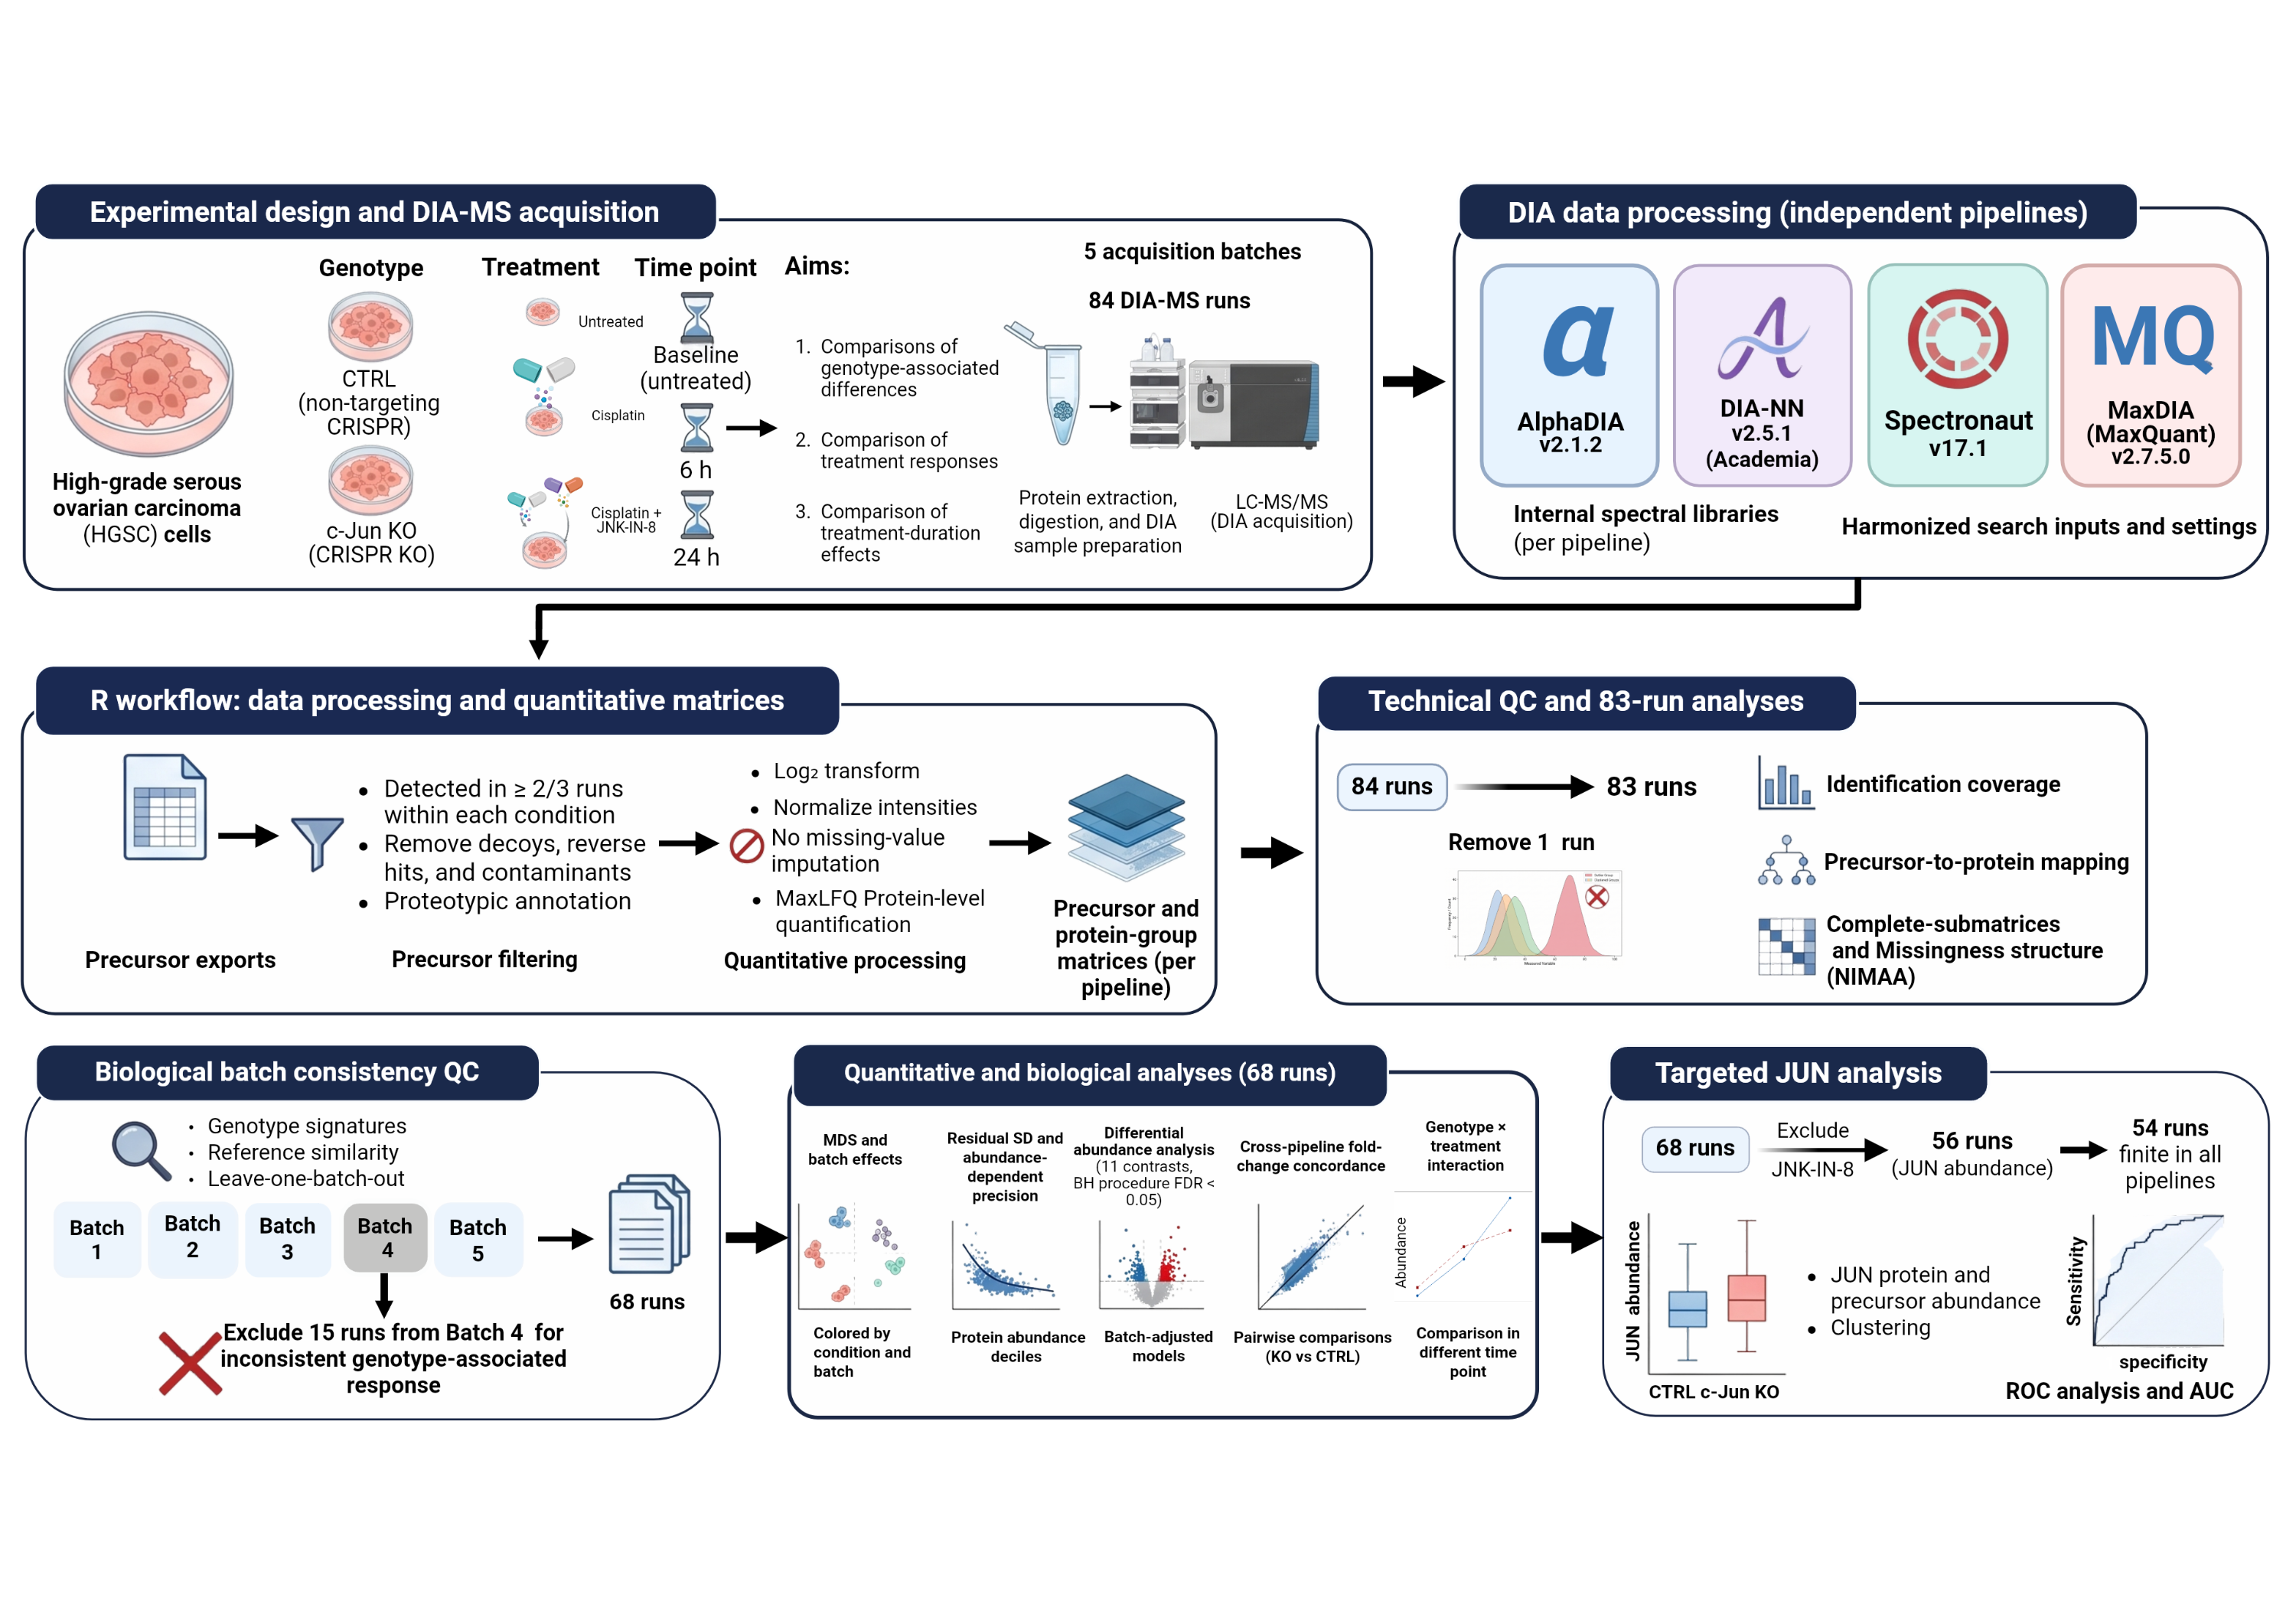 Experimental design and DIA-MS acquisition
High-grade serous
ovarian carcinoma
(HGSC) cells
Genotype
CTRL
(non-targeting
CRISPR)
c-Jun KO
(CRISPR KO)
Treatment
Untreated
Cisplatin
Cisplatin +
JNK-IN-8
Time point
Baseline
(untreated)
6 h
24 h
Aims:
1. Comparisons of
genotype-associated
differences
2. Comparison of
treatment responses
3. Comparison of
treatment-duration
effects
5 acquisition batches
84 DIA-MS runs
Protein extraction,
digestion, and DIA
sample preparation
LC-MS/MS
(DIA acquisition)
DIA data processing (independent pipelines)
α
AlphaDIA
v2.1.2
DIA-NN
v2.5.1
(Academia)
Spectronaut
v17.1
MQ
MaxDIA
(MaxQuant)
v2.7.5.0
Internal spectral libraries
(per pipeline)
Harmonized search inputs and settings
R workflow: data processing and quantitative matrices
Precursor exports
• Detected in ≥ 2/3 runs
within each condition
• Remove decoys, reverse
hits, and contaminants
• Proteotypic annotation
Precursor filtering
• Log₂ transform
• Normalize intensities
No missing-value
imputation
• MaxLFQ Protein-level
quantification
Quantitative processing
Precursor and
protein-group
matrices (per
pipeline)
Technical QC and 83-run analyses
84 runs
83 runs
Remove 1 run
Identification coverage
Precursor-to-protein mapping
Complete-submatrices
and Missingness structure
(NIMAA)
Biological batch consistency QC
• Genotype signatures
• Reference similarity
• Leave-one-batch-out
Batch
1
Batch
2
Batch
3
Batch
4
Batch
5
68 runs
Exclude 15 runs from Batch 4 for
inconsistent genotype-associated
response
Quantitative and biological analyses (68 runs)
MDS and
batch effects
Colored by
condition and
batch
Residual SD and
abundance-
dependent
precision
Protein abundance
deciles
Differential
abundance analysis
(11 contrasts,
BH procedure FDR <
0.05)
Batch-adjusted
models
Cross-pipeline fold-
change concordance
Pairwise comparisons
(KO vs CTRL)
Genotype ×
treatment
interaction
Abundance
Comparison in
different time
point
Targeted JUN analysis
68 runs
Exclude
JNK-IN-8
56 runs
(JUN abundance)
54 runs
finite in all
pipelines
JUN abundance
CTRL c-Jun KO
• JUN protein and
precursor abundance
• Clustering
Sensitivity
specificity
ROC analysis and AUC